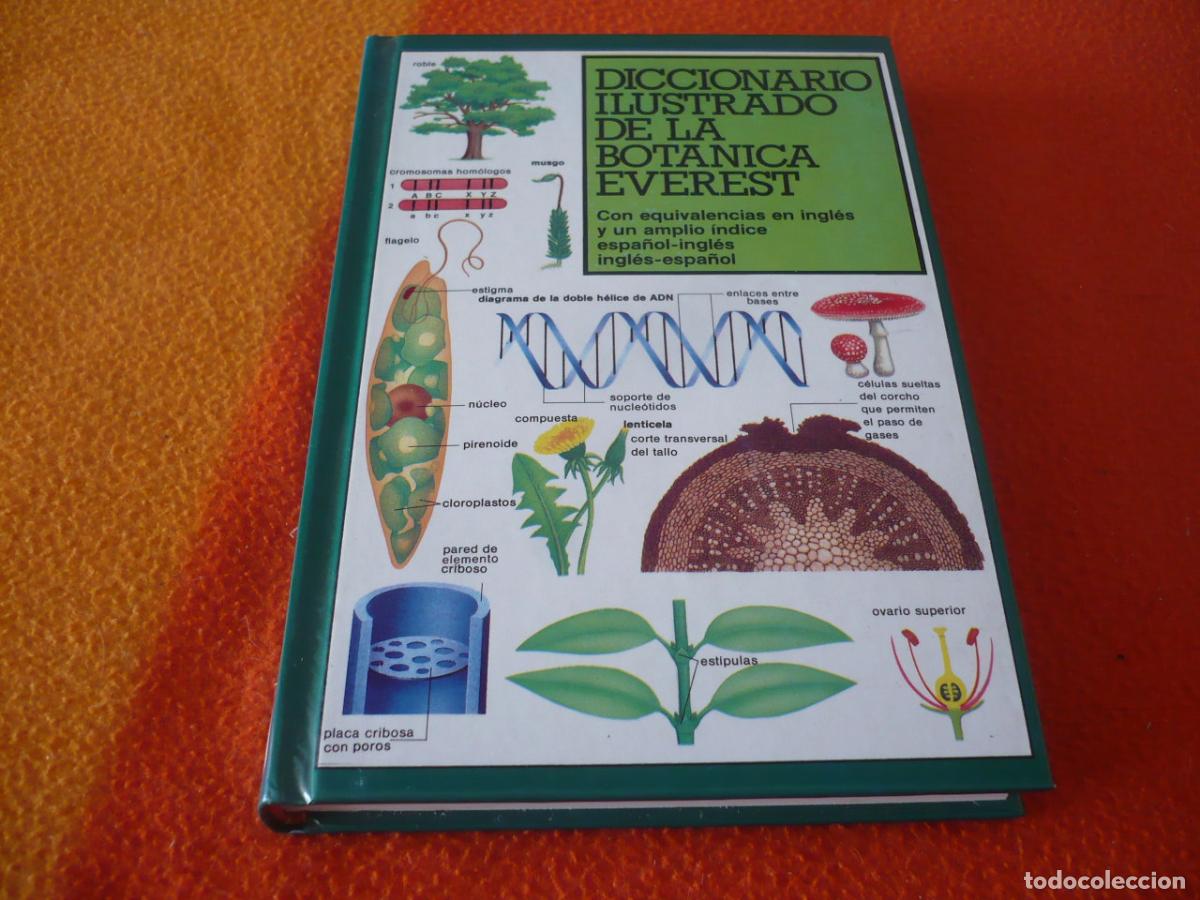 roble
DICCIONARIO
ILUSTRADO
DE LA
BOTANICA
EVEREST
Con equivalencias en inglés
y un amplio índice
español-inglés
inglés-español
musgo
cromosomas homólogos
1
A B C X Y Z
2
a b c x y z
flagelo
estigma
diagrama de la doble hélice de ADN
enlaces entre
bases
soporte de
nucleótidos
núcleo
pirenoide
cloroplastos
compuesta
lenticela
corte transversal
del tallo
células sueltas
del corcho
que permiten
el paso de
gases
pared de
elemento
criboso
placa cribosa
con poros
estipulas
ovario superior
todocoleccion